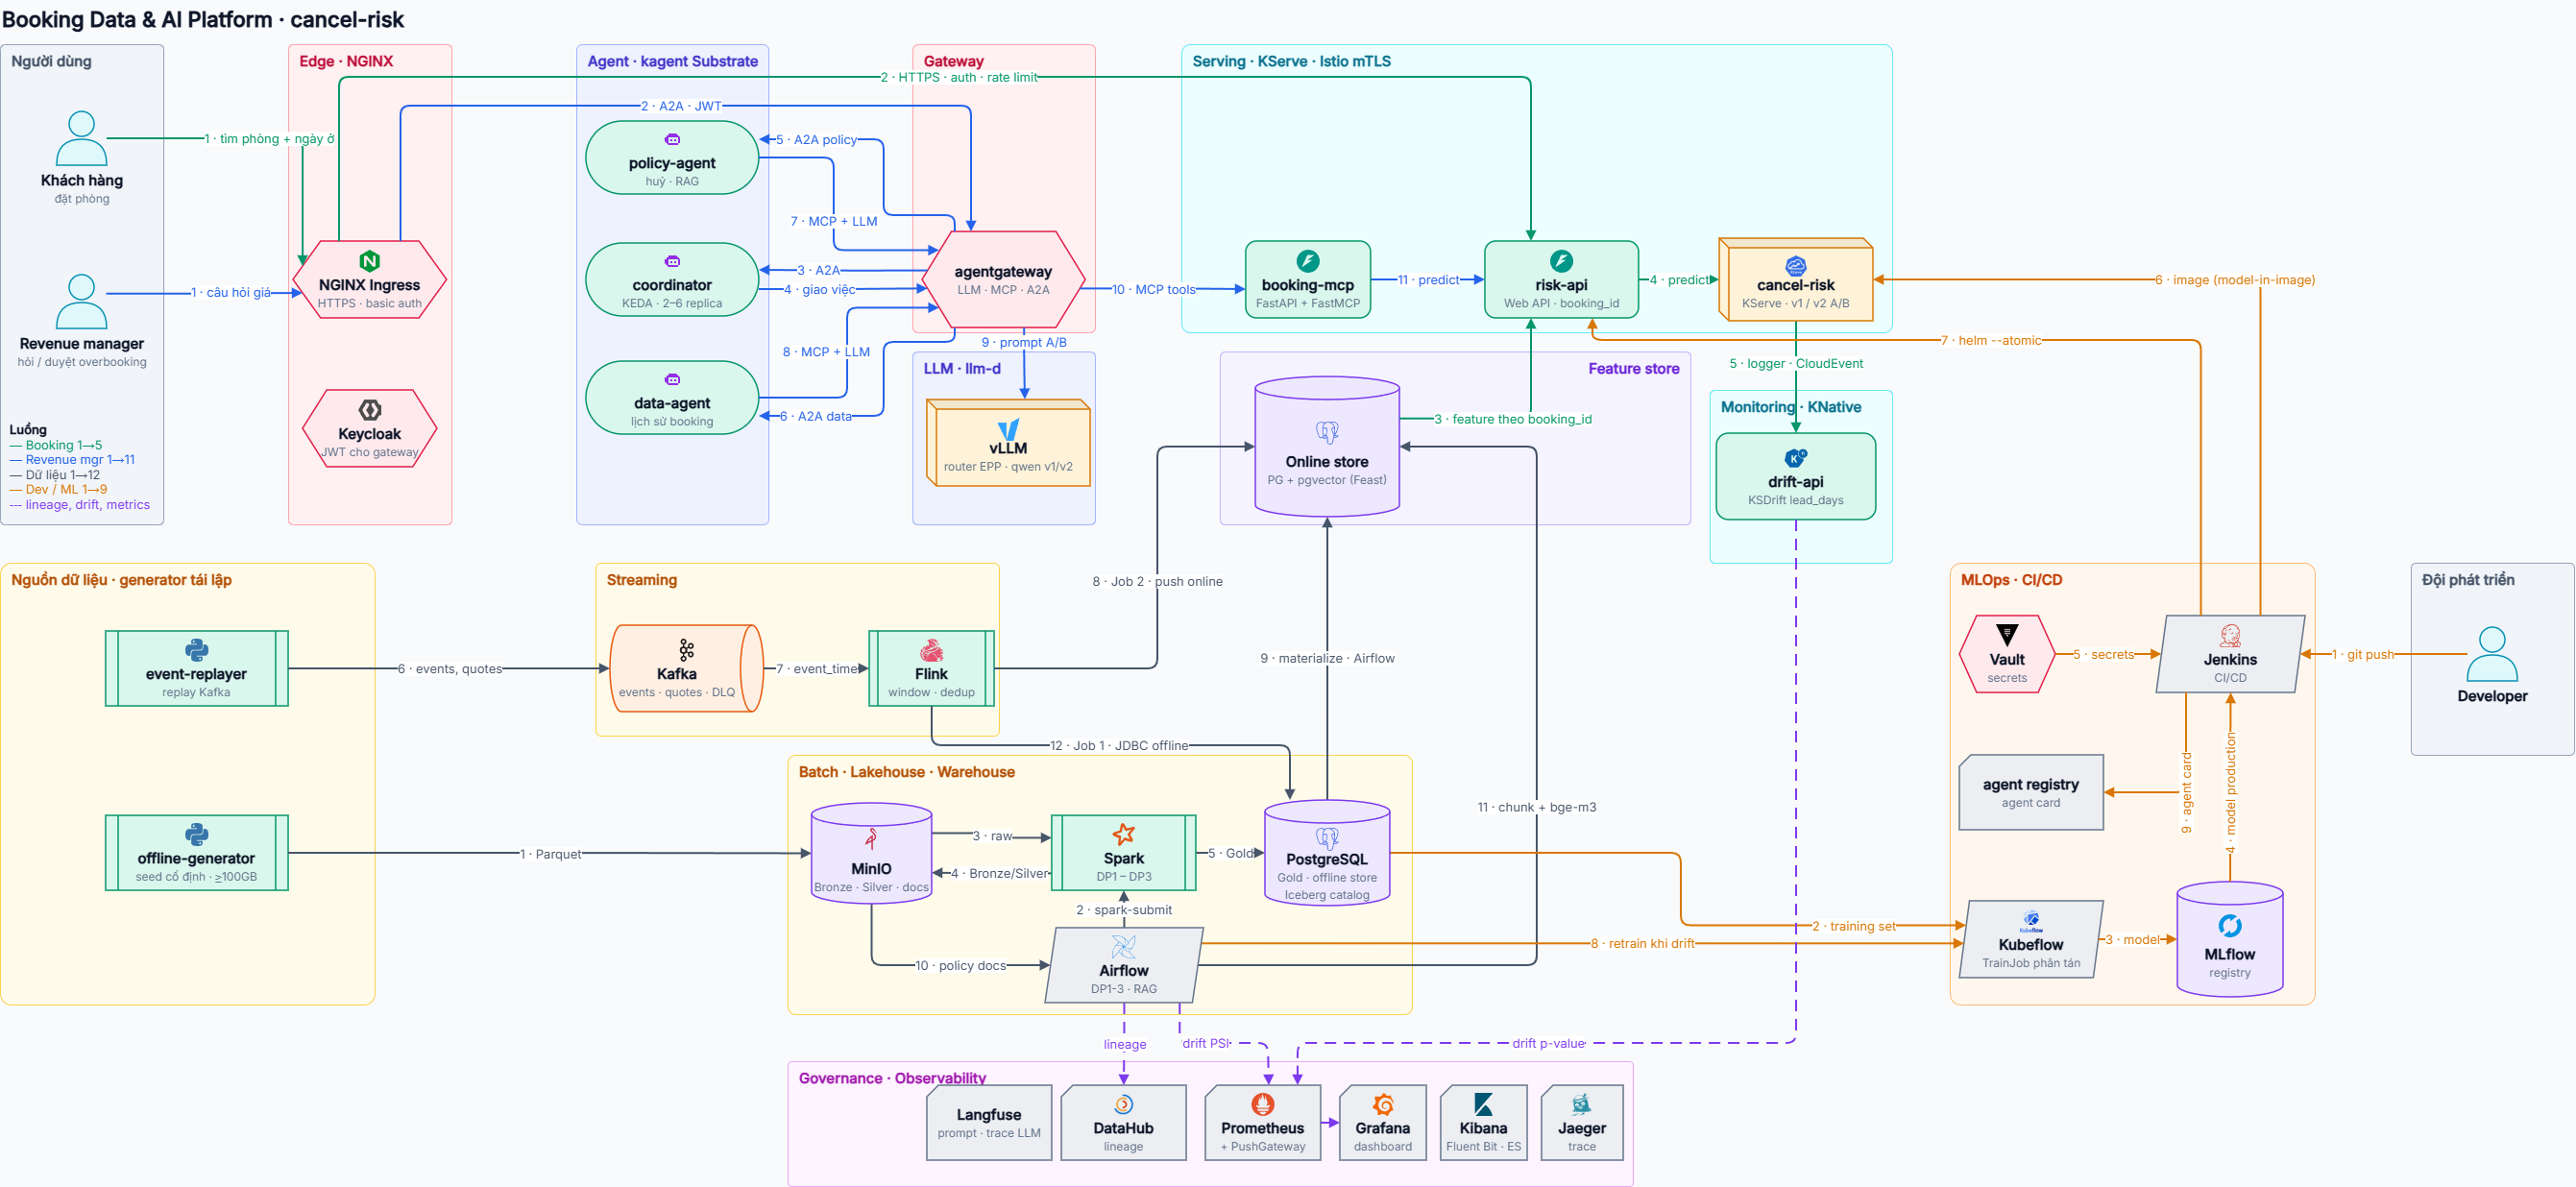 Booking Data & AI Platform · cancel-risk
Người dùng
Khách hàng
đặt phòng
Revenue manager
hỏi / duyệt overbooking
Luồng
— Booking 1→5
— Revenue mgr 1→11
— Dữ liệu 1→12
— Dev / ML 1→9
--- lineage, drift, metrics
1 · tìm phòng + ngày ở
1 · câu hỏi giá
Edge · NGINX
NGINX Ingress
HTTPS · basic auth
Keycloak
JWT cho gateway
2 · HTTPS · auth · rate limit
2 · A2A · JWT
Agent · kagent Substrate
policy-agent
huỷ · RAG
coordinator
KEDA · 2–6 replica
data-agent
lịch sử booking
5 · A2A policy
7 · MCP + LLM
3 · A2A
4 · giao việc
8 · MCP + LLM
6 · A2A data
Gateway
agentgateway
LLM · MCP · A2A
9 · prompt A/B
10 · MCP tools
LLM · llm-d
vLLM
router EPP · qwen v1/v2
Serving · KServe · Istio mTLS
booking-mcp
FastAPI + FastMCP
11 · predict
risk-api
Web API · booking_id
4 · predict
cancel-risk
KServe · v1 / v2 A/B
6 · image (model-in-image)
7 · helm --atomic
5 · logger · CloudEvent
Feature store
Online store
PG + pgvector (Feast)
3 · feature theo booking_id
Monitoring · KNative
drift-api
KSDrift lead_days
Nguồn dữ liệu · generator tái lập
event-replayer
replay Kafka
offline-generator
seed cố định · ≥100GB
6 · events, quotes
1 · Parquet
Streaming
Kafka
events · quotes · DLQ
7 · event_time
Flink
window · dedup
8 · Job 2 · push online
12 · Job 1 · JDBC offline
9 · materialize · Airflow
11 · chunk + bge-m3
Batch · Lakehouse · Warehouse
MinIO
Bronze · Silver · docs
3 · raw
4 · Bronze/Silver
Spark
DP1 – DP3
5 · Gold
PostgreSQL
Gold · offline store
Iceberg catalog
2 · spark-submit
10 · policy docs
Airflow
DP1-3 · RAG
2 · training set
8 · retrain khi drift
MLOps · CI/CD
Vault
secrets
5 · secrets
Jenkins
CI/CD
1 · git push
agent registry
agent card
9 · agent card
4 · model production
Kubeflow
Kubeflow
TrainJob phân tán
3 · model
MLflow
registry
Đội phát triển
Developer
lineage
drift PSI
drift p-value
Governance · Observability
Langfuse
prompt · trace LLM
DataHub
lineage
Prometheus
+ PushGateway
Grafana
dashboard
Kibana
Fluent Bit · ES
Jaeger
trace